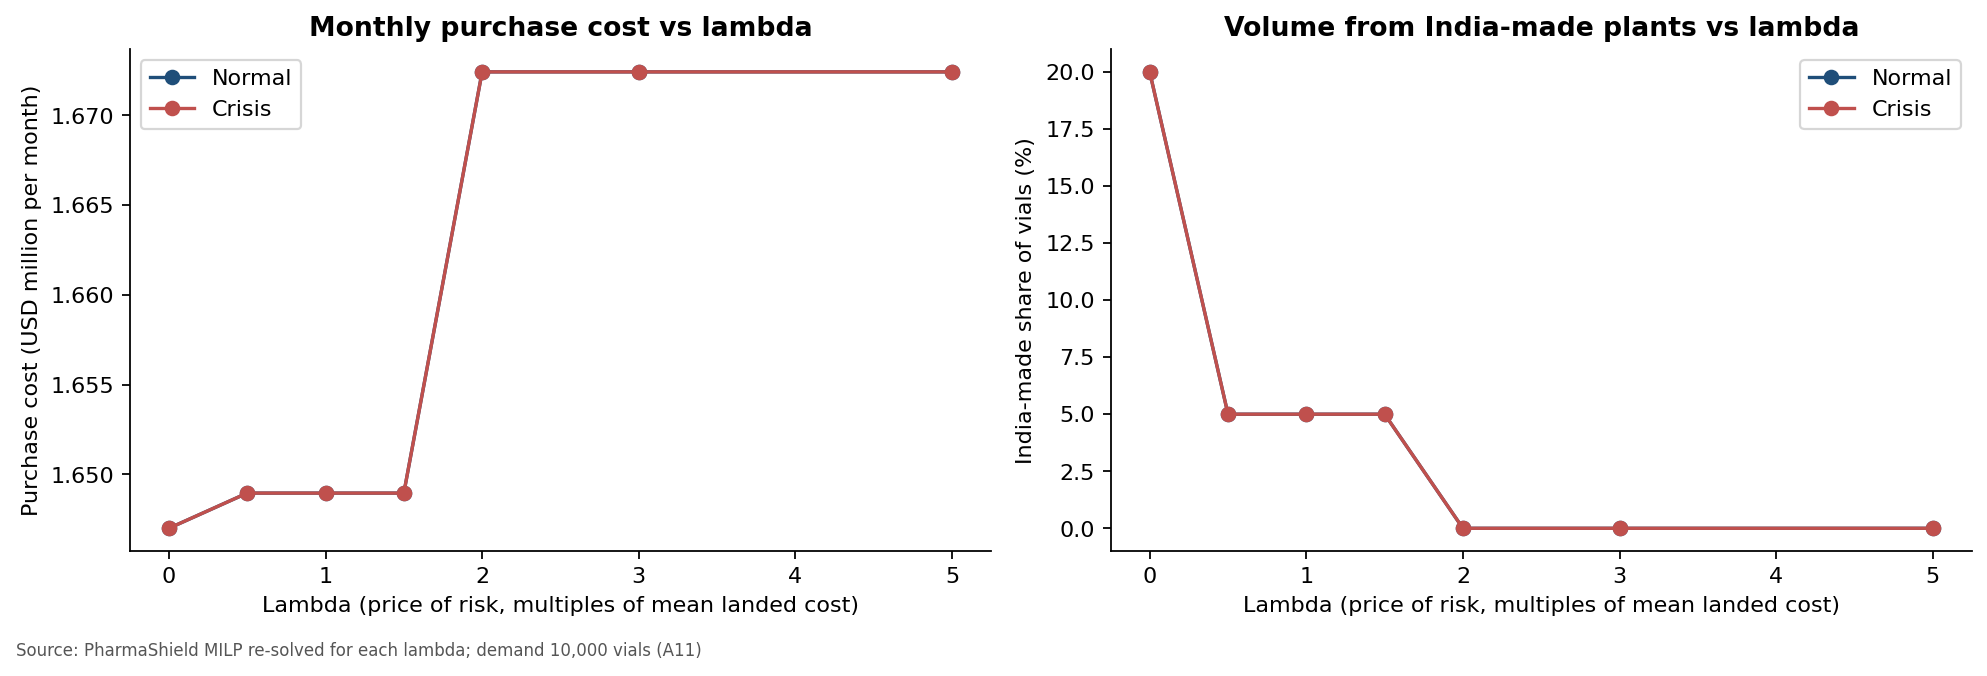 Monthly purchase cost vs lambda
Purchase cost (USD million per month)
1.670
1.665
1.660
1.655
1.650
Normal
Crisis
0 1 2 3 4 5
Lambda (price of risk, multiples of mean landed cost)
Volume from India-made plants vs lambda
India-made share of vials (%)
20.0
17.5
15.0
12.5
10.0
7.5
5.0
2.5
0.0
Normal
Crisis
0 1 2 3 4 5
Lambda (price of risk, multiples of mean landed cost)
Source: PharmaShield MILP re-solved for each lambda; demand 10,000 vials (A11)